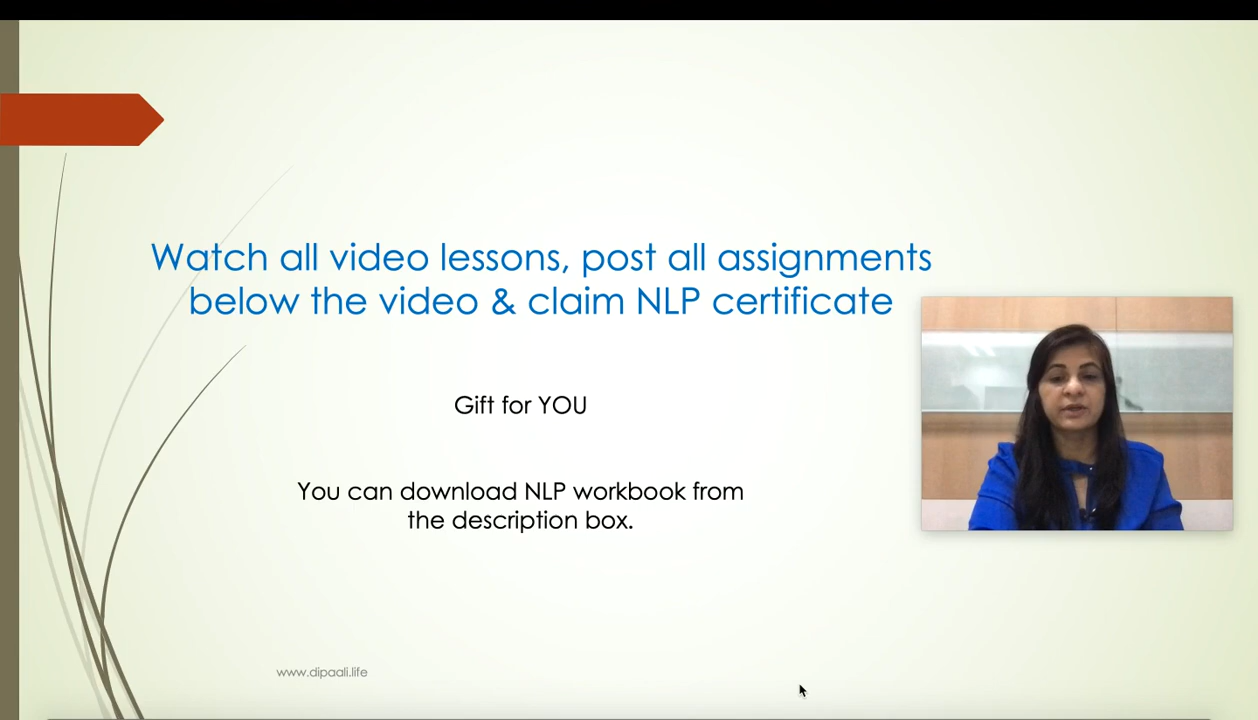 Watch all video lessons, post all assignments
below the video & claim NLP certificate
Gift for YOU
You can download NLP workbook from
the description box.
www.dipaali.life